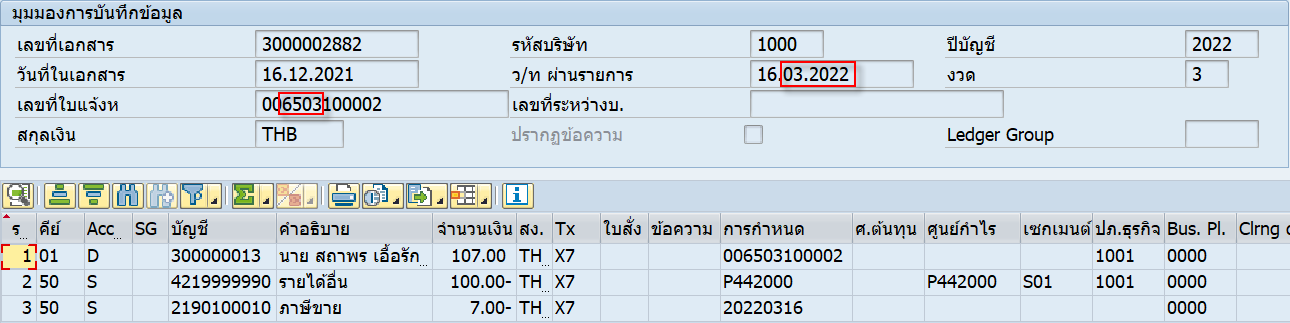 มุมมองการบันทึกข้อมูล
เลขที่เอกสาร 3000002882 รหัสบริษัท 1000 ปีบัญชี 2022
วันที่ในเอกสาร 16.12.2021 ว/ท ผ่านรายการ 16.03.2022 งวด 3
เลขที่ใบแจ้งห 006503100002 เลขที่ระหว่างบ.
สกุลเงิน THB ปรากฏข้อความ Ledger Group
ร... คีย์ Acc... SG บัญชี คำอธิบาย จำนวนเงิน สง. Tx ใบสั่ง ข้อความ การกำหนด ศ.ต้นทุน ศูนย์กำไร เซกเมนต์ ปภ.ธุรกิจ Bus. Pl. Clrng d
1 01 D 300000013 นาย สถาพร เอื้อรัก... 107.00 TH... X7 006503100002 1001 0000
2 50 S 4219999990 รายได้อื่น 100.00- TH... X7 P442000 P442000 S01 1001 0000
3 50 S 2190100010 ภาษีขาย 7.00- TH... X7 20220316 0000